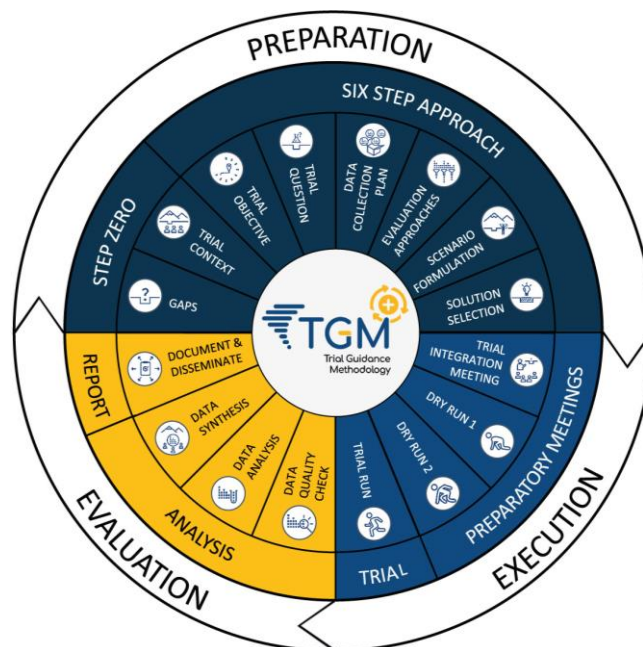 PREPARATION
SIX STEP APPROACH
STEP ZERO
GAPS
TRIAL
CONTEXT
TRIAL
OBJECTIVE
TRIAL
QUESTION
DATA
COLLECTION
PLAN
EVALUATION
APPROACHES
SCENARIO
FORMULATION
SOLUTION
SELECTION
TGM
Trial Guidance
Methodology
EXECUTION
PREPARATORY MEETINGS
TRIAL
INTEGRATION
MEETING
DRY RUN 1
DRY RUN 2
TRIAL
TRIAL RUN
EVALUATION
ANALYSIS
DATA
QUALITY
CHECK
DATA
ANALYSIS
DATA
SYNTHESIS
REPORT
DOCUMENT &
DISSEMINATE
?